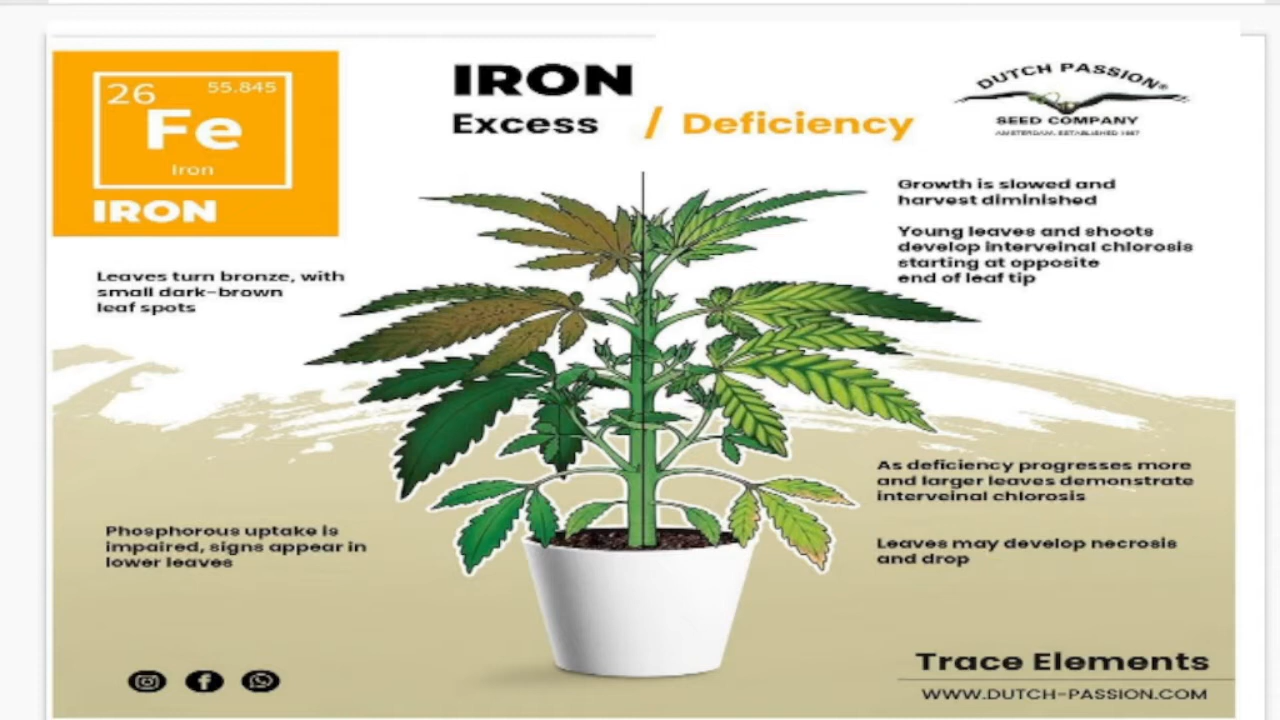 26
55.845
Fe
Iron
IRON
IRON
Excess / Deficiency
DUTCH PASSION®
SEED COMPANY
AMSTERDAM, ESTABLISHED 1987
Leaves turn bronze, with
small dark-brown
leaf spots
Phosphorous uptake is
impaired, signs appear in
lower leaves
Growth is slowed and
harvest diminished
Young leaves and shoots
develop interveinal chlorosis
starting at opposite
end of leaf tip
As deficiency progresses more
and larger leaves demonstrate
interveinal chlorosis
Leaves may develop necrosis
and drop
Trace Elements
WWW.DUTCH-PASSION.COM